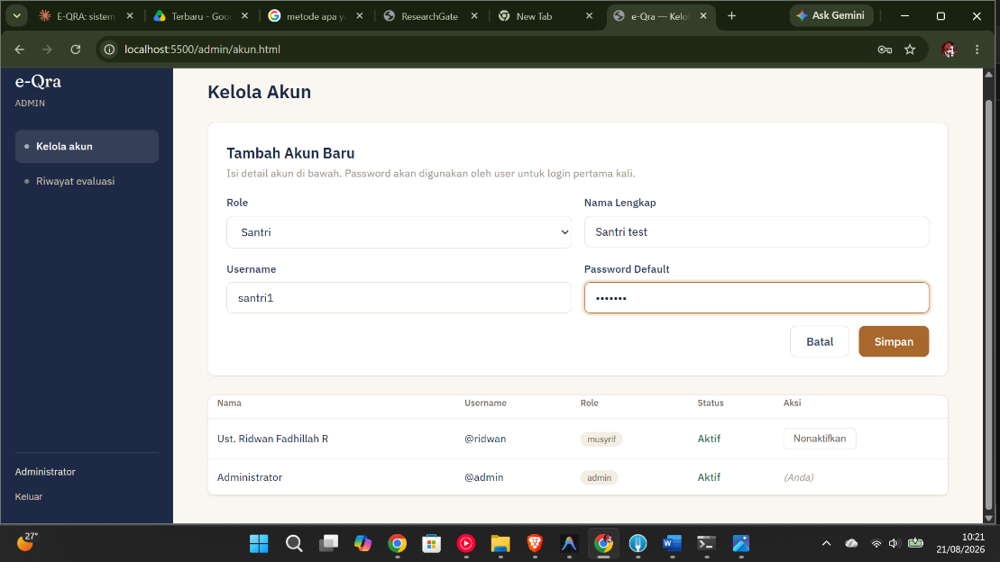 E-QRA: sistem
Terbaru - Goo
metode apa ya
ResearchGate
New Tab
e-Qra — Kelol
Ask Gemini
localhost:5500/admin/akun.html
e-Qra
ADMIN
Kelola akun
Riwayat evaluasi
Administrator
Keluar
Kelola Akun
Tambah Akun Baru
Isi detail akun di bawah. Password akan digunakan oleh user untuk login pertama kali.
Role
Nama Lengkap
Santri
Santri test
Username
Password Default
santri1
•••••••
Batal
Simpan
Nama Username Role Status Aksi
Ust. Ridwan Fadhillah R @ridwan musyrif Aktif Nonaktifkan
Administrator @admin admin Aktif (Anda)
27°
10:21
21/08/2026